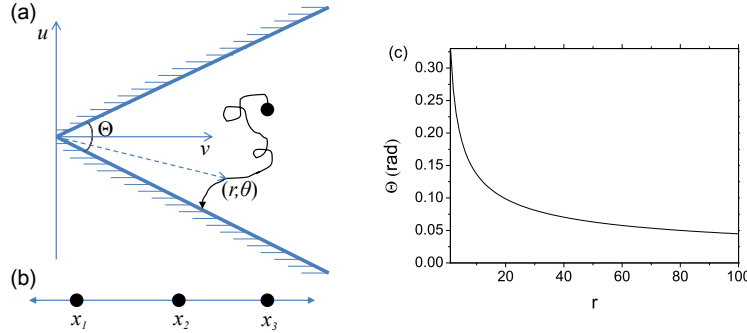 (a)
u
Θ
v
(r,θ)
(b)
x₁
x₂
x₃
(c)
0.30
0.25
0.20
0.15
0.10
0.05
0.00
Θ (rad)
20
40
60
80
100
r